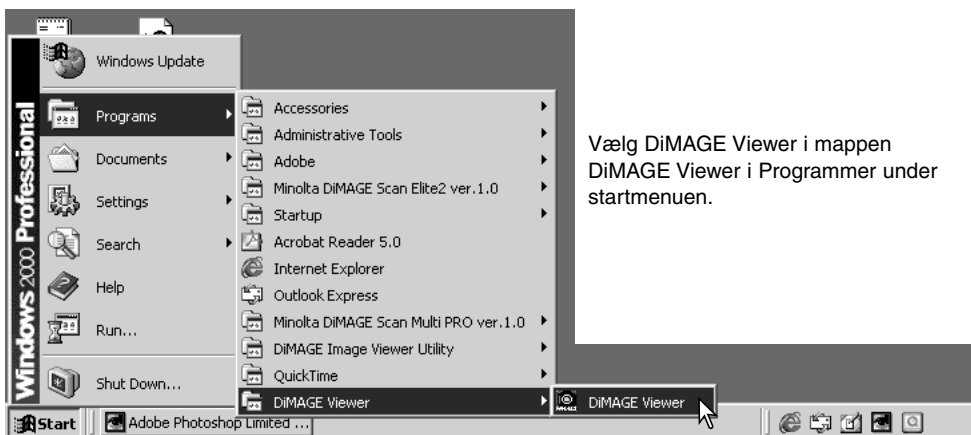 Windows 2000 Professional
Windows Update
Programs
Documents
Settings
Search
Help
Run...
Shut Down...
Accessories
Administrative Tools
Adobe
Minolta DiMAGE Scan Elite2 ver.1.0
Startup
Acrobat Reader 5.0
Internet Explorer
Outlook Express
Minolta DiMAGE Scan Multi PRO ver.1.0
DiMAGE Image Viewer Utility
QuickTime
DiMAGE Viewer
DiMAGE Viewer
Vælg DiMAGE Viewer i mappen
DiMAGE Viewer i Programmer under
startmenuen.
Start
Adobe Photoshop Limited ...